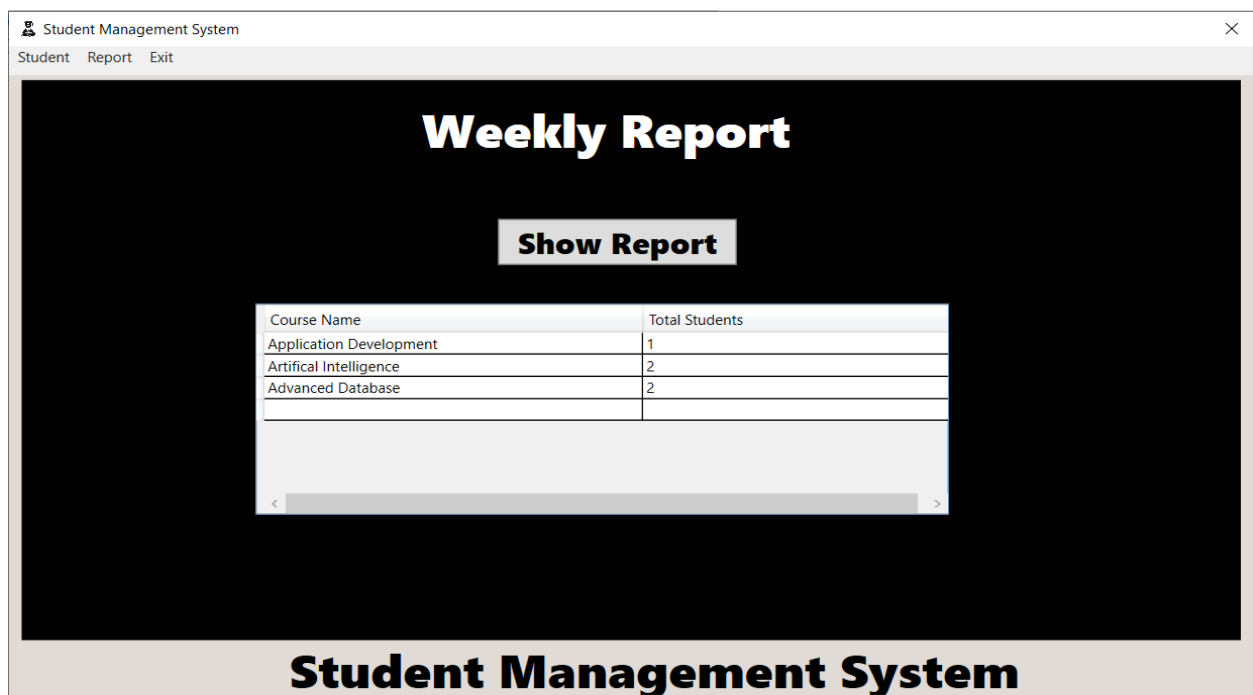 Student Management System
Student Report Exit
Weekly Report
Show Report
Course Name Total Students
Application Development 1
Artifical Intelligence 2
Advanced Database 2
Student Management System